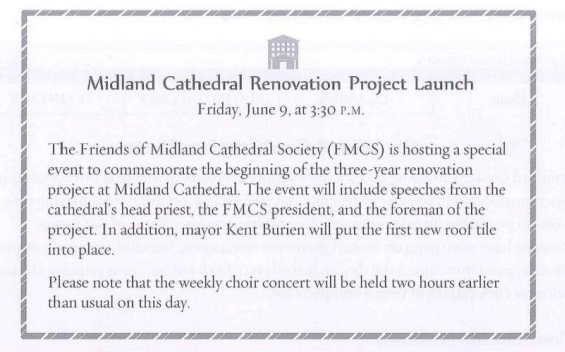 Midland Cathedral Renovation Project Launch
Friday, June 9, at 3:30 P.M.
The Friends of Midland Cathedral Society (FMCS) is hosting a special
event to commemorate the beginning of the three-year renovation
project at Midland Cathedral. The event will include speeches from the
cathedral's head priest, the FMCS president, and the foreman of the
project. In addition, mayor Kent Burien will put the first new roof tile
into place.
Please note that the weekly choir concert will be held two hours earlier
than usual on this day.